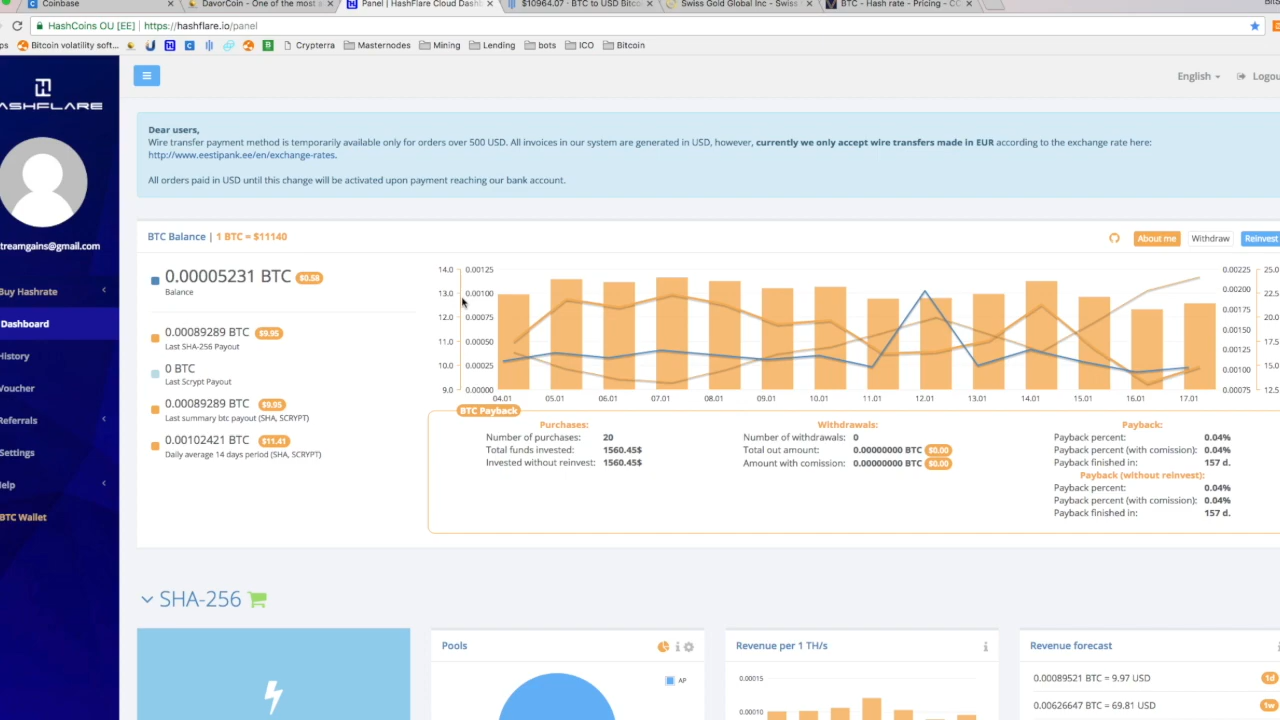 Coinbase
DavorCoin - One of the most a
Panel | HashFlare Cloud Dashb
$10964.07 · BTC to USD Bitco
Swiss Gold Global Inc - Swiss
BTC - Hash rate - Pricing - CC
HashCoins OU [EE]
https://hashflare.io/panel
ps
Bitcoin volatility soft...
Crypterra
Masternodes
Mining
Lending
bots
ICO
Bitcoin
ASHFLARE
English
Logou
treamgains@gmail.com
Buy Hashrate
Dashboard
History
Voucher
Referrals
Settings
elp
BTC Wallet
Dear users,
Wire transfer payment method is temporarily available only for orders over 500 USD. All invoices in our system are generated in USD, however, currently we only accept wire transfers made in EUR according to the exchange rate here:
http://www.eestipank.ee/en/exchange-rates.
All orders paid in USD until this change will be activated upon payment reaching our bank account.
BTC Balance | 1 BTC = $11140
About me
Withdraw
Reinvest
0.00005231 BTC $0.58
Balance
0.00089289 BTC $9.95
Last SHA-256 Payout
0 BTC
Last Scrypt Payout
0.00089289 BTC $9.95
Last summary btc payout (SHA, SCRYPT)
0.00102421 BTC $11.41
Daily average 14 days period (SHA, SCRYPT)
14.0 0.00125 0.00225 25.0
13.0 0.00100 0.00200 22.5
12.0 0.00075 0.00175 20.0
0.00150
11.0 0.00050 17.5
0.00125
10.0 0.00025 0.00100 15.0
9.0 0.00000 0.00075 12.5
04.01 05.01 06.01 07.01 08.01 09.01 10.01 11.01 12.01 13.01 14.01 15.01 16.01 17.01
BTC Payback
Purchases:
Number of purchases: 20
Total funds invested: 1560.45$
Invested without reinvest: 1560.45$
Withdrawals:
Number of withdrawals: 0
Total out amount: 0.00000000 BTC $0.00
Amount with comission: 0.00000000 BTC $0.00
Payback:
Payback percent: 0.04%
Payback percent (with comission): 0.04%
Payback finished in: 157 d.
Payback (without reinvest):
Payback percent: 0.04%
Payback percent (with comission): 0.04%
Payback finished in: 157 d.
SHA-256
Pools
AP
Revenue per 1 TH/s
0.00015
0.00010
Revenue forecast
0.00089521 BTC = 9.97 USD 1d
0.00626647 BTC = 69.81 USD 1w